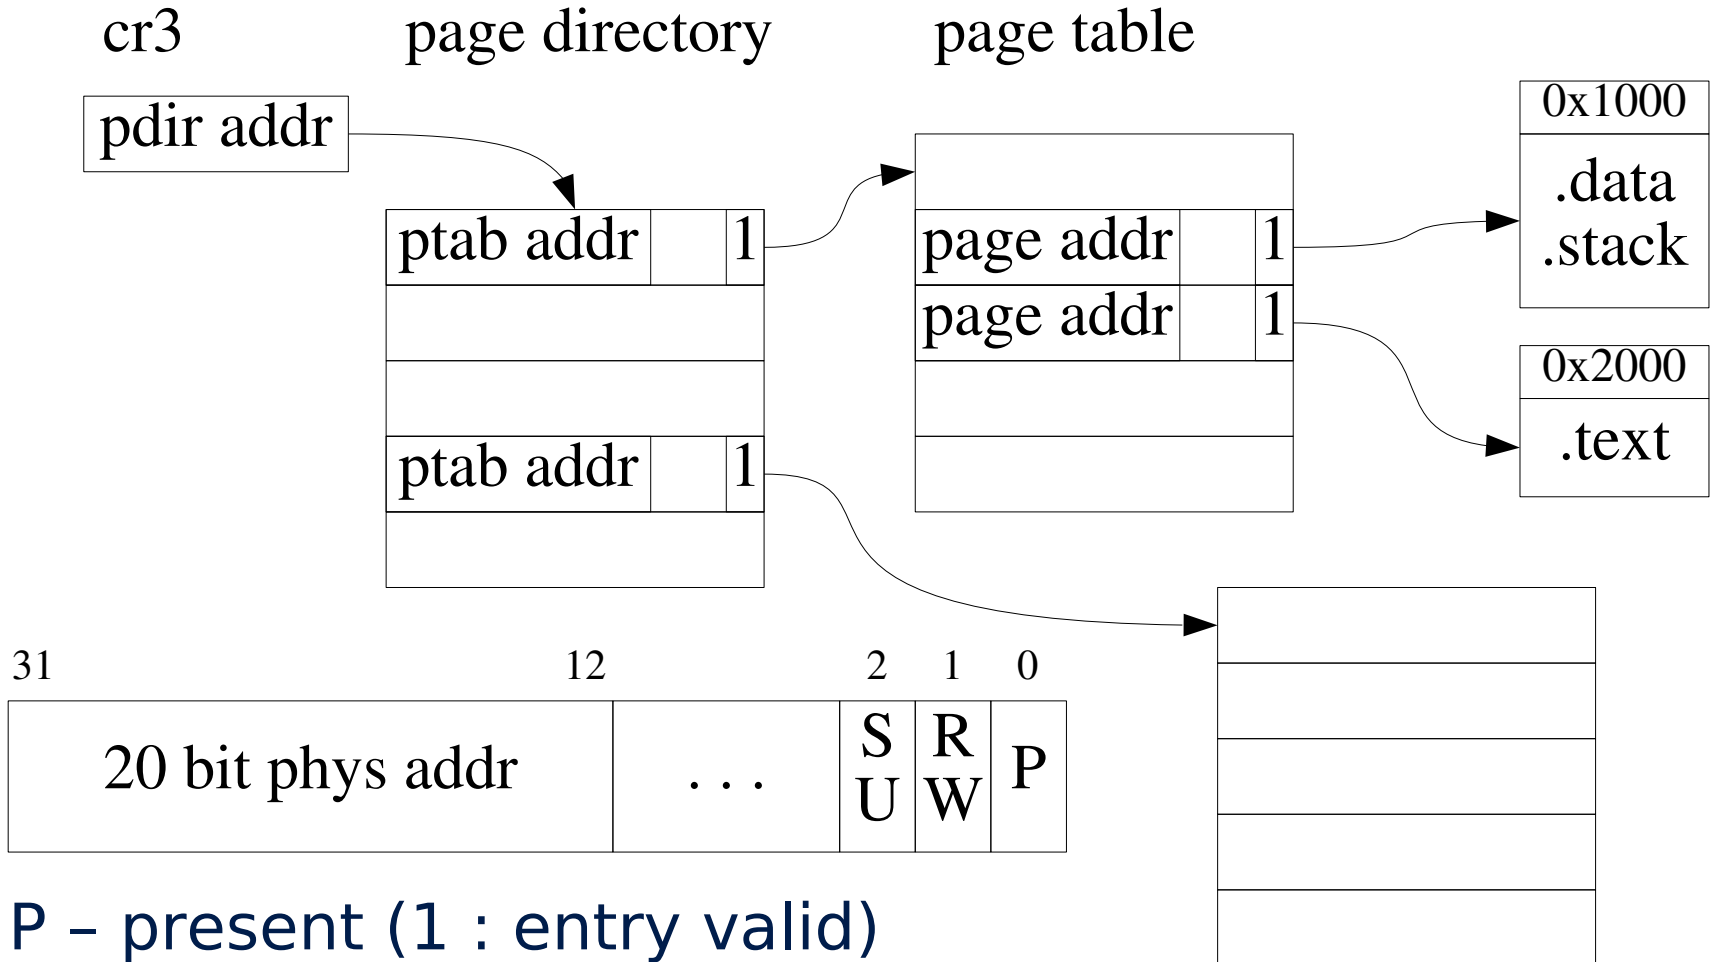 cr3 page directory page table
0x1000
pdir addr
.data
ptab addr 1
page addr 1
.stack
page addr 1
0x2000
ptab addr 1
.text
31 12 2 1 0
20 bit phys addr . . . S U R W P
P – present (1 : entry valid)